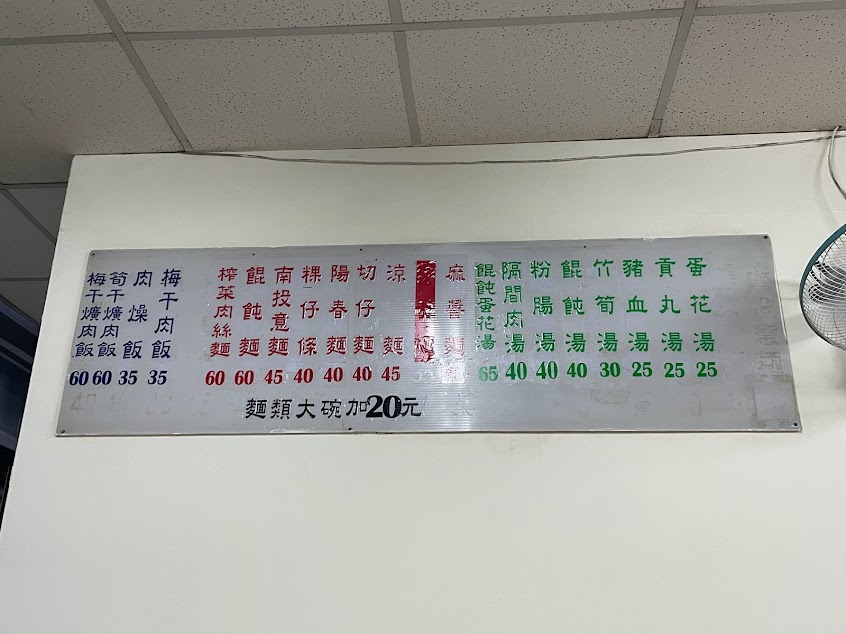 蛋花湯 25
貢丸湯 25
豬血湯 25
竹筍湯 30
餛飩湯 40
粉腸湯 40
隔間肉湯 40
餛飩蛋花湯 65
麻醬麵
涼麵 45
切仔麵 40
陽春麵 40
粿仔條 40
南投意麵 45
餛飩麵 60
榨菜肉絲麵 60
梅干肉飯 35
肉燥飯 35
筍干爌肉飯 60
梅干爌肉飯 60
麵類大碗加20元